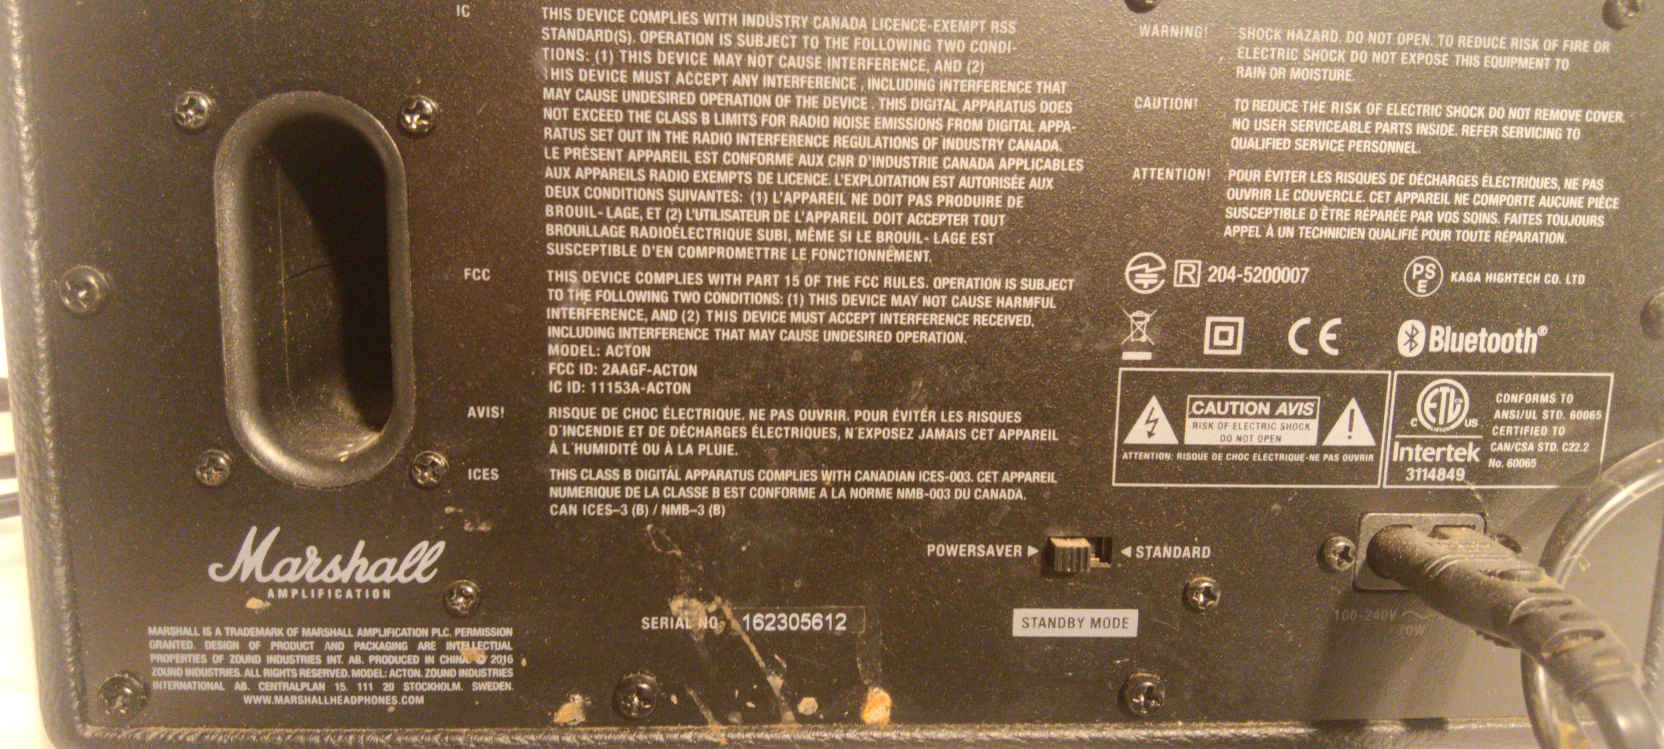 IC
THIS DEVICE COMPLIES WITH INDUSTRY CANADA LICENCE-EXEMPT RSS
STANDARD(S). OPERATION IS SUBJECT TO THE FOLLOWING TWO CONDI-
TIONS: (1) THIS DEVICE MAY NOT CAUSE INTERFERENCE, AND (2)
THIS DEVICE MUST ACCEPT ANY INTERFERENCE , INCLUDING INTERFERENCE THAT
MAY CAUSE UNDESIRED OPERATION OF THE DEVICE . THIS DIGITAL APPARATUS DOES
NOT EXCEED THE CLASS B LIMITS FOR RADIO NOISE EMISSIONS FROM DIGITAL APPA-
RATUS SET OUT IN THE RADIO INTERFERENCE REGULATIONS OF INDUSTRY CANADA.
LE PRÉSENT APPAREIL EST CONFORME AUX CNR D'INDUSTRIE CANADA APPLICABLES
AUX APPAREILS RADIO EXEMPTS DE LICENCE. L'EXPLOITATION EST AUTORISÉE AUX
DEUX CONDITIONS SUIVANTES: (1) L'APPAREIL NE DOIT PAS PRODUIRE DE
BROUIL- LAGE, ET (2) L'UTILISATEUR DE L'APPAREIL DOIT ACCEPTER TOUT
BROUILLAGE RADIOÉLECTRIQUE SUBI, MÊME SI LE BROUIL- LAGE EST
SUSCEPTIBLE D'EN COMPROMETTRE LE FONCTIONNEMENT.
FCC
THIS DEVICE COMPLIES WITH PART 15 OF THE FCC RULES. OPERATION IS SUBJECT
TO THE FOLLOWING TWO CONDITIONS: (1) THIS DEVICE MAY NOT CAUSE HARMFUL
INTERFERENCE, AND (2) THIS DEVICE MUST ACCEPT INTERFERENCE RECEIVED,
INCLUDING INTERFERENCE THAT MAY CAUSE UNDESIRED OPERATION.
MODEL: ACTON
FCC ID: 2AAGF-ACTON
IC ID: 11153A-ACTON
AVIS!
RISQUE DE CHOC ÉLECTRIQUE. NE PAS OUVRIR. POUR ÉVITER LES RISQUES
D'INCENDIE ET DE DÉCHARGES ÉLECTRIQUES, N'EXPOSEZ JAMAIS CET APPAREIL
À L'HUMIDITÉ OU À LA PLUIE.
ICES
THIS CLASS B DIGITAL APPARATUS COMPLIES WITH CANADIAN ICES-003. CET APPAREIL
NUMERIQUE DE LA CLASSE B EST CONFORME A LA NORME NMB-003 DU CANADA.
CAN ICES–3 (B) / NMB–3 (B)
WARNING!
SHOCK HAZARD. DO NOT OPEN. TO REDUCE RISK OF FIRE OR
ELECTRIC SHOCK DO NOT EXPOSE THIS EQUIPMENT TO
RAIN OR MOISTURE.
CAUTION!
TO REDUCE THE RISK OF ELECTRIC SHOCK DO NOT REMOVE COVER.
NO USER SERVICEABLE PARTS INSIDE. REFER SERVICING TO
QUALIFIED SERVICE PERSONNEL.
ATTENTION!
POUR ÉVITER LES RISQUES DE DÉCHARGES ÉLECTRIQUES, NE PAS
OUVRIR LE COUVERCLE. CET APPAREIL NE COMPORTE AUCUNE PIÈCE
SUSCEPTIBLE D'ÊTRE RÉPARÉE PAR VOS SOINS. FAITES TOUJOURS
APPEL À UN TECHNICIEN QUALIFIÉ POUR TOUTE RÉPARATION.
R 204-5200007
PS E KAGA HIGHTECH CO. LTD
CE
Bluetooth®
CAUTION AVIS
RISK OF ELECTRIC SHOCK
DO NOT OPEN
ATTENTION: RISQUE DE CHOC ELECTRIQUE-NE PAS OUVRIR
C ETL US
Intertek
3114849
CONFORMS TO
ANSI/UL STD. 60065
CERTIFIED TO
CAN/CSA STD. C22.2
No. 60065
POWERSAVER STANDARD
STANDBY MODE
100-240V
SERIAL NO. 162305612
Marshall
AMPLIFICATION
MARSHALL IS A TRADEMARK OF MARSHALL AMPLIFICATION PLC. PERMISSION
GRANTED. DESIGN OF PRODUCT AND PACKAGING ARE INTELLECTUAL
PROPERTIES OF ZOUND INDUSTRIES INT. AB. PRODUCED IN CHINA © 2016
ZOUND INDUSTRIES. ALL RIGHTS RESERVED. MODEL: ACTON. ZOUND INDUSTRIES
INTERNATIONAL AB. CENTRALPLAN 15. 111 20 STOCKHOLM. SWEDEN.
WWW.MARSHALLHEADPHONES.COM